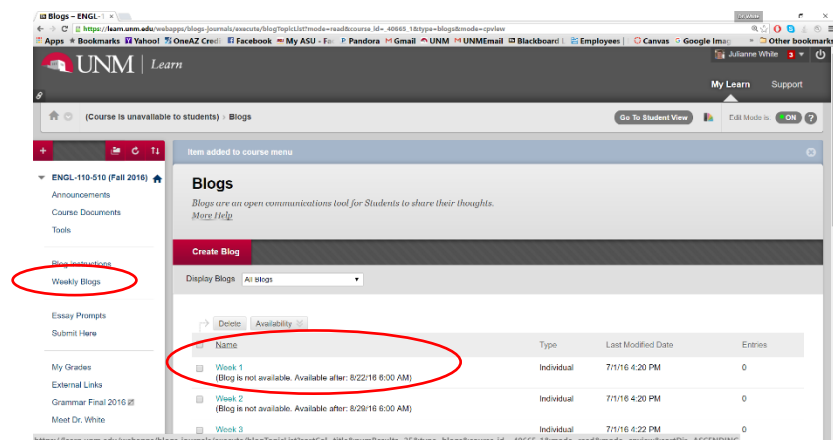 Blogs – ENGL-1
https://learn.unm.edu/webapps/blogs-journals/execute/blogTopicList?mode=read&course_id=_40665_1&type=blogs&mode=cpview
Apps Bookmarks Yahoo! OneAZ Credi Facebook My ASU - For Pandora Gmail UNM UNMEmail Blackboard Employees Canvas Google Imag Other bookmarks
UNM | Learn
Julianne White 3
My Learn Support
(Course is unavailable to students) > Blogs
Go To Student View Edit Mode is: ON ?
Item added to course menu
ENGL-110-510 (Fall 2016)
Announcements
Course Documents
Tools
Blog Instructions
Weekly Blogs
Essay Prompts
Submit Here
My Grades
External Links
Grammar Final 2016
Meet Dr. White
Blogs
Blogs are an open communications tool for Students to share their thoughts.
More Help
Create Blog
Display Blogs All Blogs
Delete Availability
Name Type Last Modified Date Entries
Week 1 Individual 7/1/16 4:20 PM 0
(Blog is not available. Available after: 8/22/16 6:00 AM)
Week 2 Individual 7/1/16 4:20 PM 0
(Blog is not available. Available after: 8/29/16 6:00 AM)
Week 3 Individual 7/1/16 4:22 PM 0